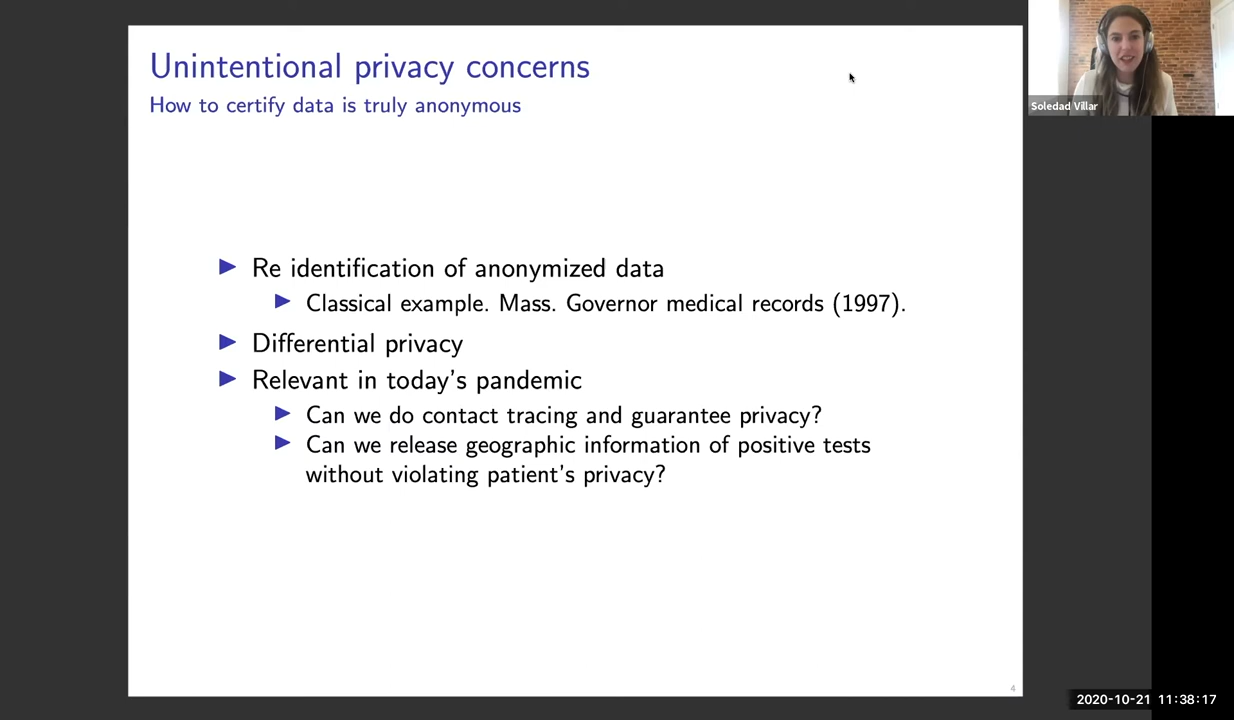 Unintentional privacy concerns
How to certify data is truly anonymous
Soledad Villar
Re identification of anonymized data
Classical example. Mass. Governor medical records (1997).
Differential privacy
Relevant in today's pandemic
Can we do contact tracing and guarantee privacy?
Can we release geographic information of positive tests
without violating patient's privacy?
4
2020-10-21 11:38:17